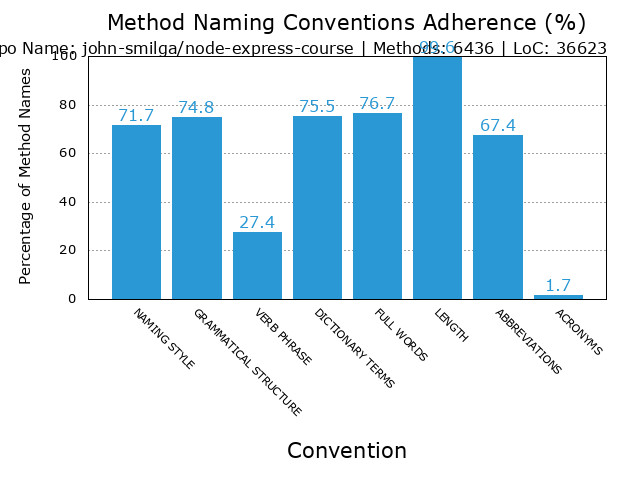 Method Naming Conventions Adherence (%)
po Name: john-smilga/node-express-course | Methods: 6436 | LoC: 36623
Percentage of Method Names
100
80
60
40
20
0
71.7
74.8
27.4
75.5
76.7
99.6
67.4
1.7
NAMING STYLE
GRAMMATICAL STRUCTURE
VERB PHRASE
DICTIONARY TERMS
FULL WORDS
LENGTH
ABBREVIATIONS
ACRONYMS
Convention